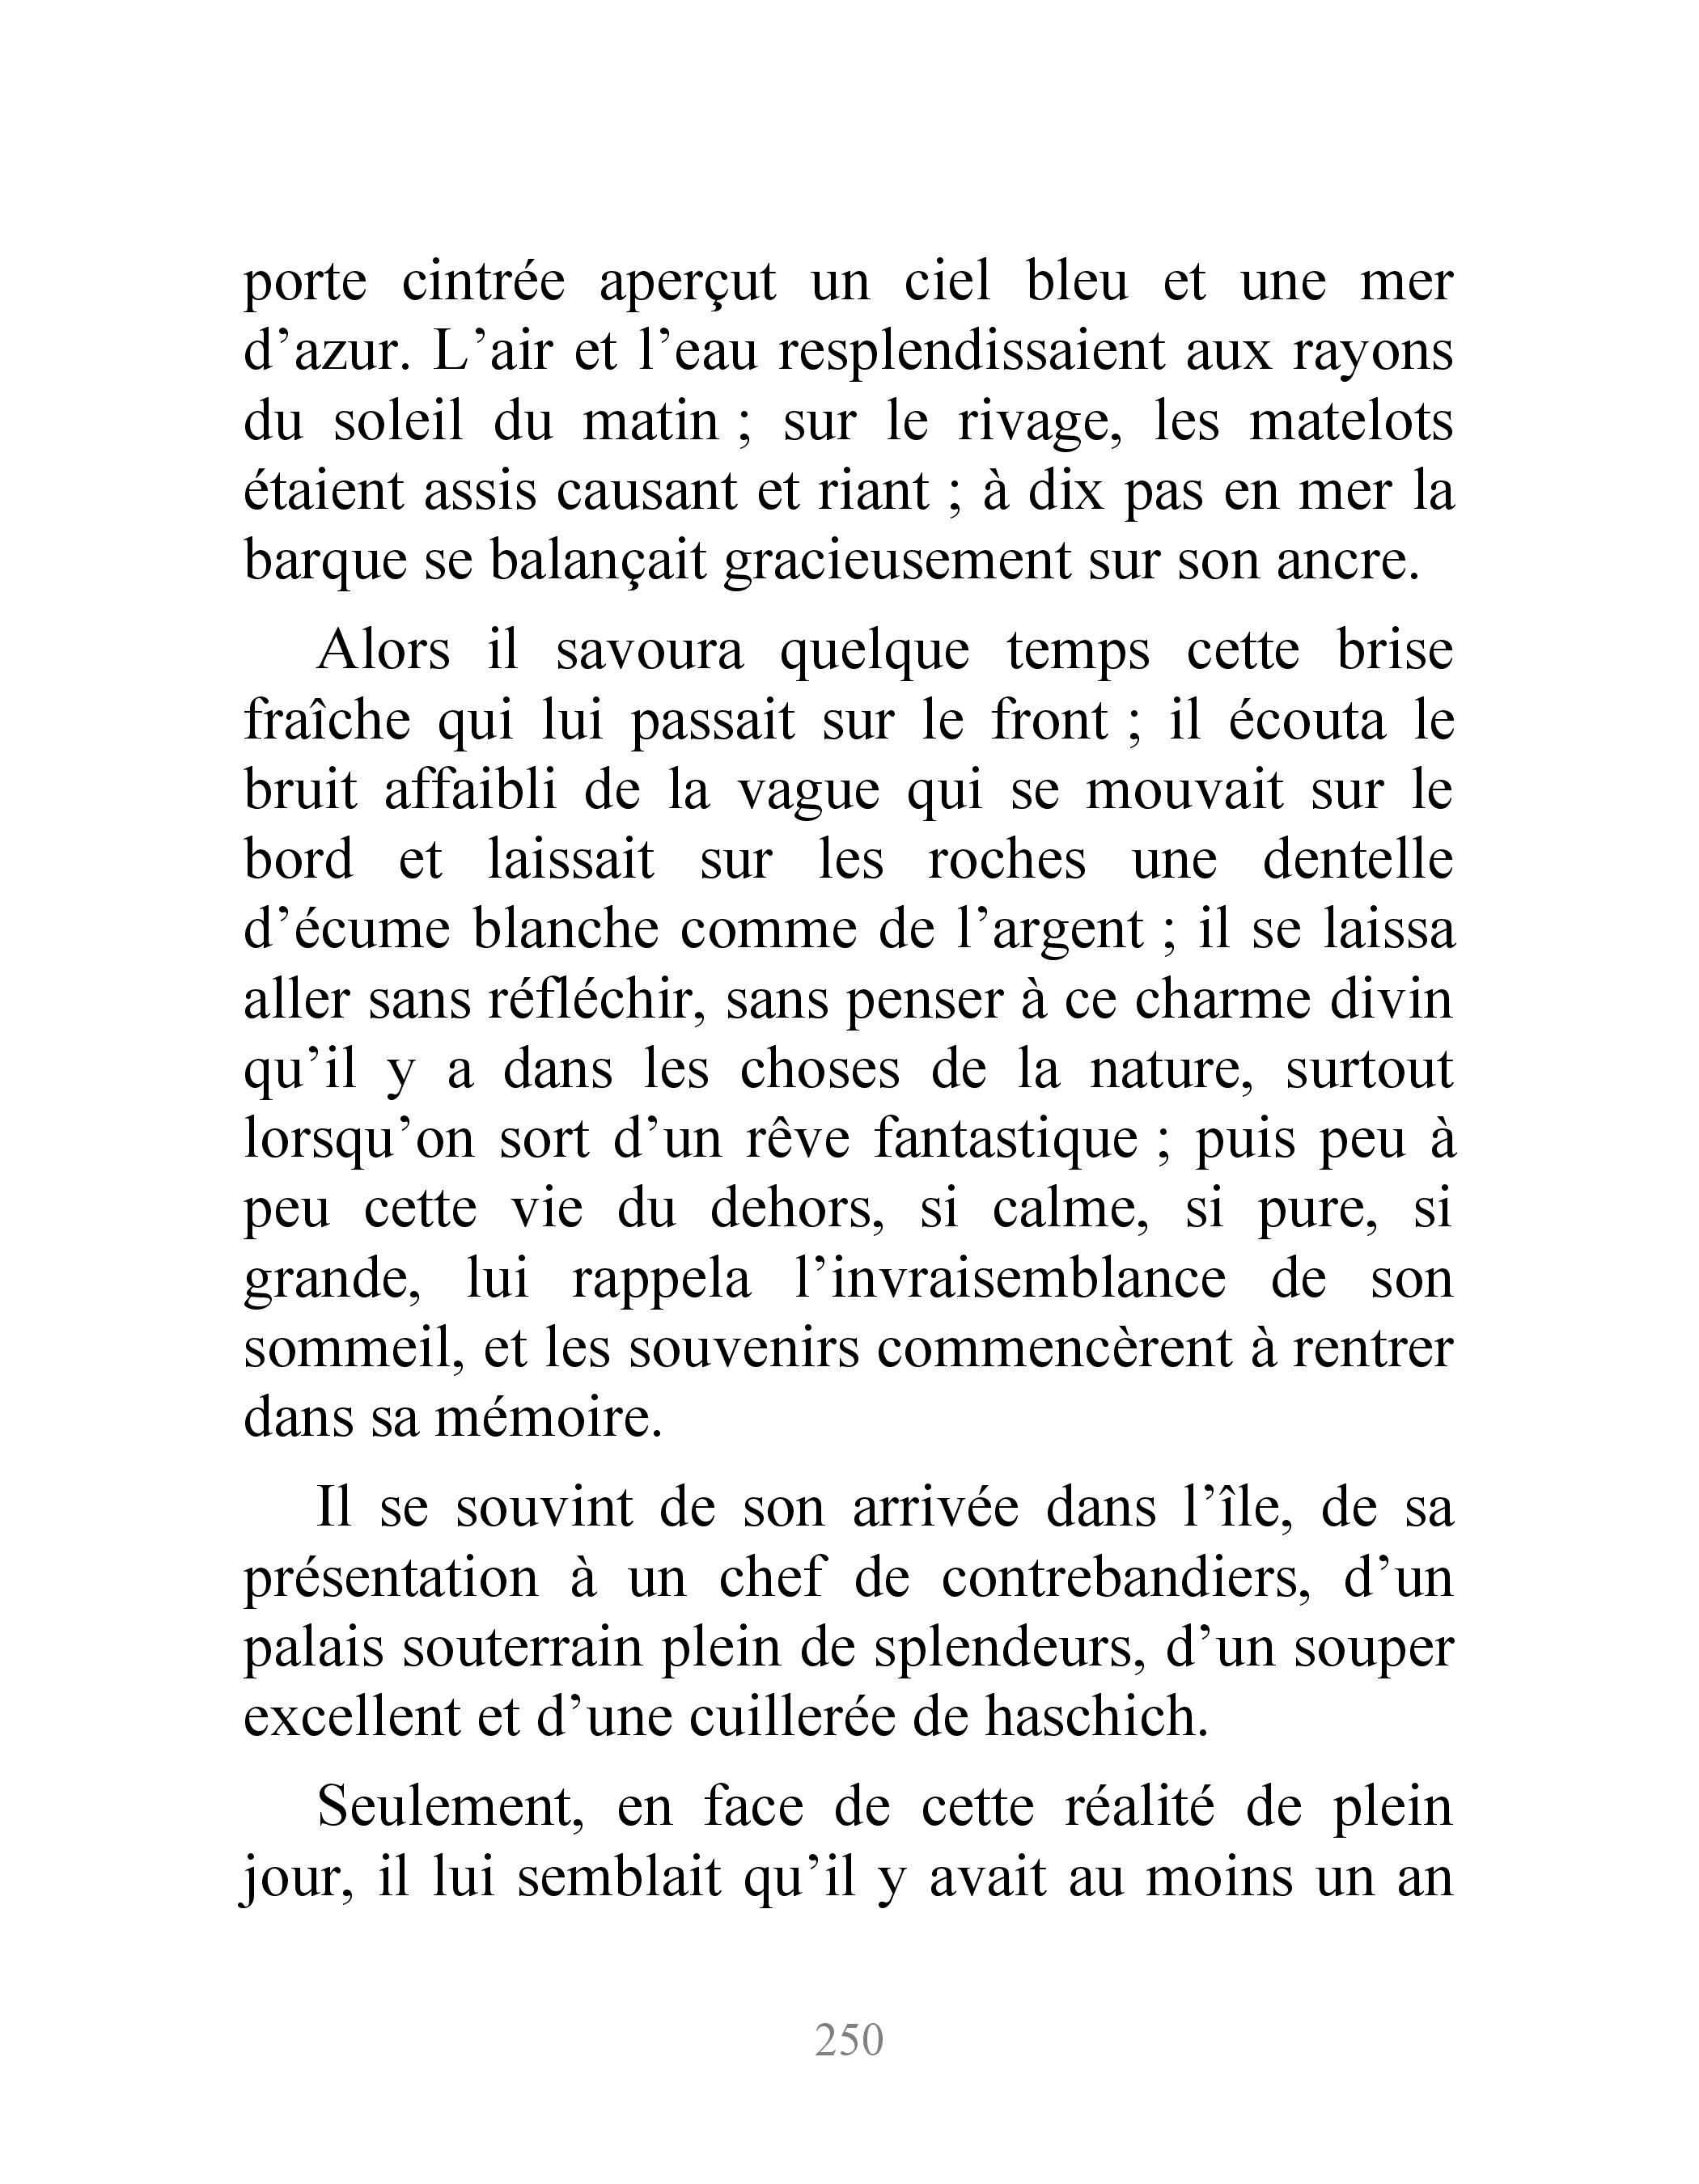 porte cintrée aperçut un ciel bleu et une mer
d’azur. L’air et l’eau resplendissaient aux rayons
du soleil du matin ; sur le rivage, les matelots
étaient assis causant et riant ; à dix pas en mer la
barque se balançait gracieusement sur son ancre.
Alors il savoura quelque temps cette brise
fraîche qui lui passait sur le front ; il écouta le
bruit affaibli de la vague qui se mouvait sur le
bord et laissait sur les roches une dentelle
d’écume blanche comme de l’argent ; il se laissa
aller sans réfléchir, sans penser à ce charme divin
qu’il y a dans les choses de la nature, surtout
lorsqu’on sort d’un rêve fantastique ; puis peu à
peu cette vie du dehors, si calme, si pure, si
grande, lui rappela l’invraisemblance de son
sommeil, et les souvenirs commencèrent à rentrer
dans sa mémoire.
Il se souvint de son arrivée dans l’île, de sa
présentation à un chef de contrebandiers, d’un
palais souterrain plein de splendeurs, d’un souper
excellent et d’une cuillerée de haschich.
Seulement, en face de cette réalité de plein
jour, il lui semblait qu’il y avait au moins un an
250